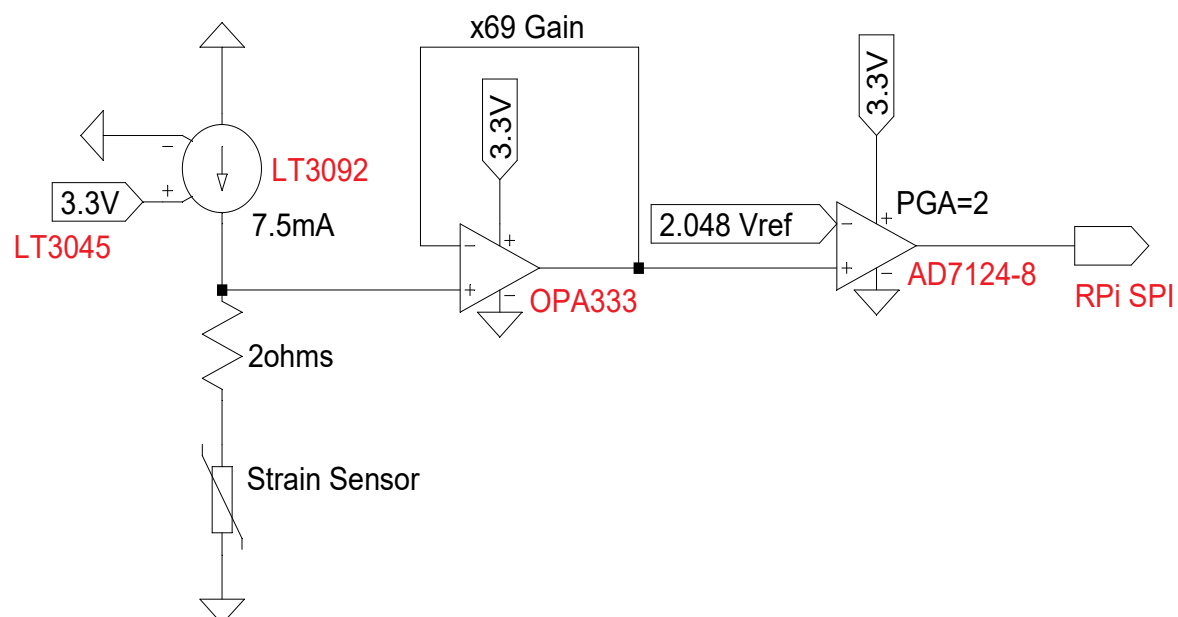 x69 Gain
3.3V
3.3V
-
+
LT3092
3.3V
LT3045
7.5mA
-
+
+
-
OPA333
2.048 Vref
PGA=2
-
+
+
-
AD7124-8
RPi SPI
2ohms
Strain Sensor